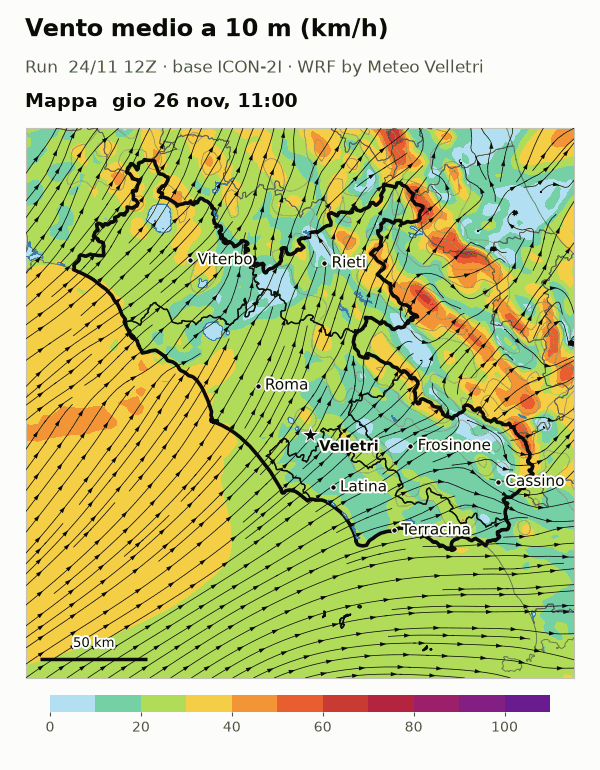 Vento medio a 10 m (km/h)
Run  24/11 12Z · base ICON-2I · WRF by Meteo Velletri
Mappa  gio 26 nov, 11:00
Viterbo
Rieti
Roma
Velletri
Frosinone
Latina
Cassino
Terracina
50 km
0 20 40 60 80 100